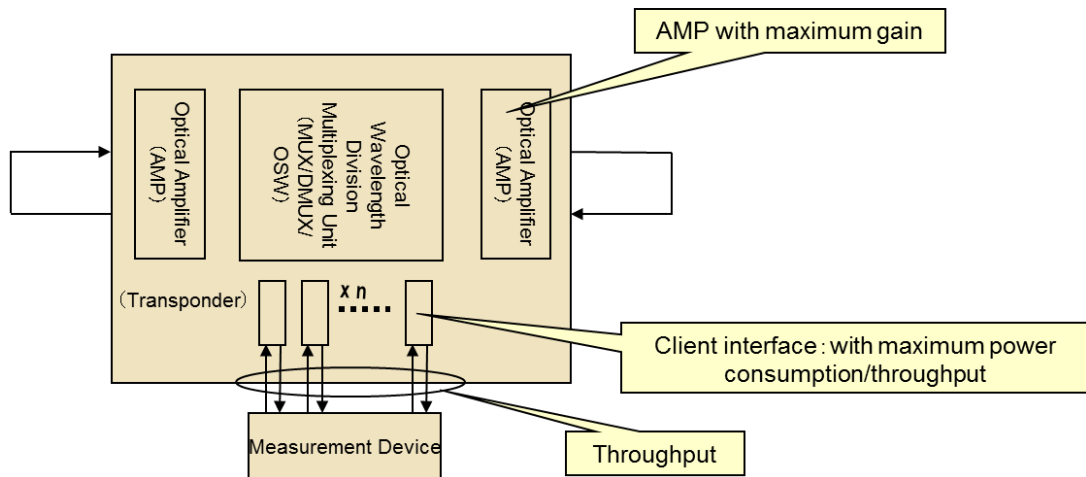 AMP with maximum gain
Optical Amplifier
（AMP）
Optical
Wavelength
Division
Multiplexing Unit
（MUX/DMUX/
OSW）
Optical Amplifier
（AMP）
（Transponder）
x n
Client interface：with maximum power
consumption/throughput
Measurement Device
Throughput